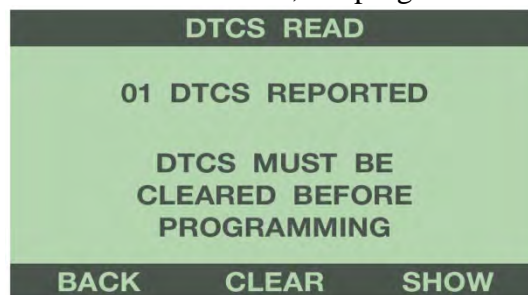 DTCS READ
01 DTCS REPORTED
DTCS MUST BE
CLEARED BEFORE
PROGRAMMING
BACK CLEAR SHOW